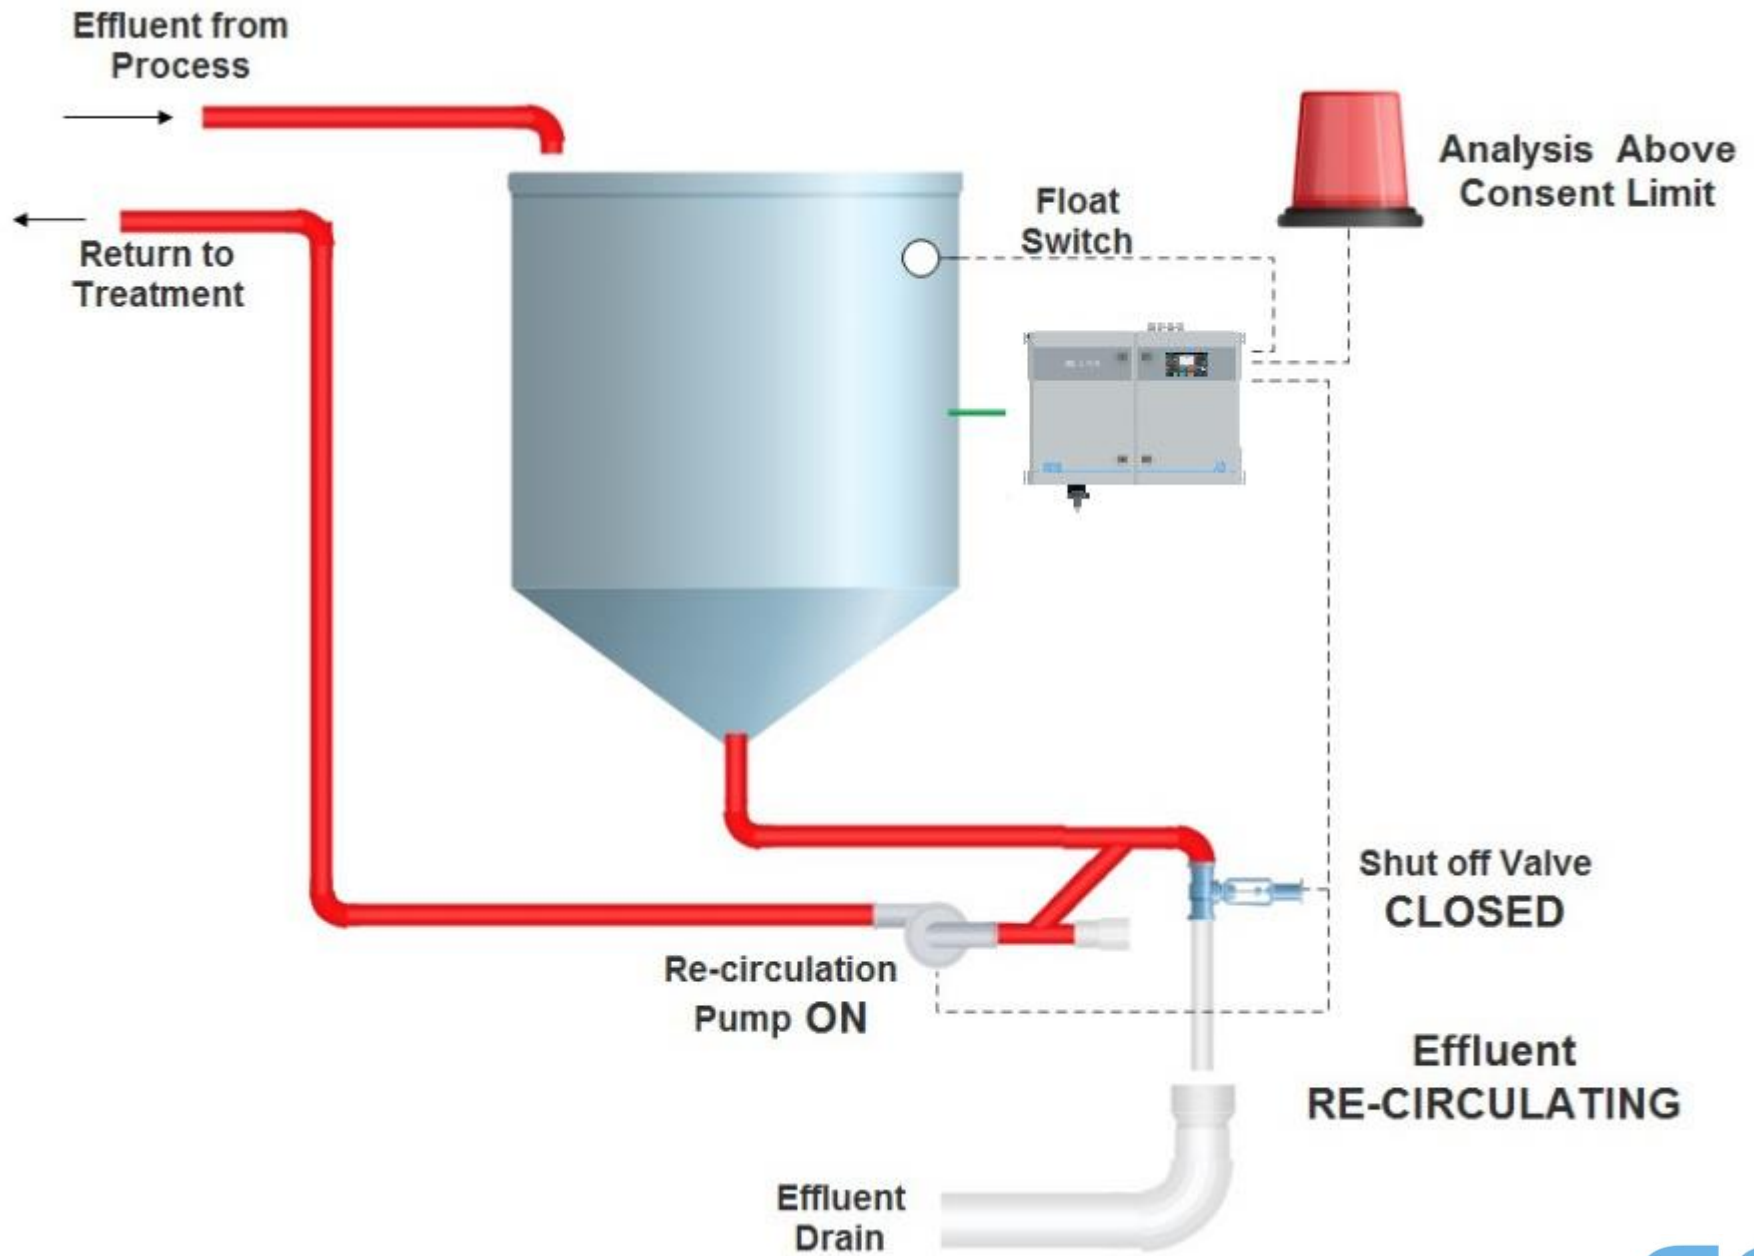 Effluent from
Process
Return to
Treatment
Float
Switch
Analysis Above
Consent Limit
Shut off Valve
CLOSED
Re-circulation
Pump ON
Effluent
RE-CIRCULATING
Effluent
Drain